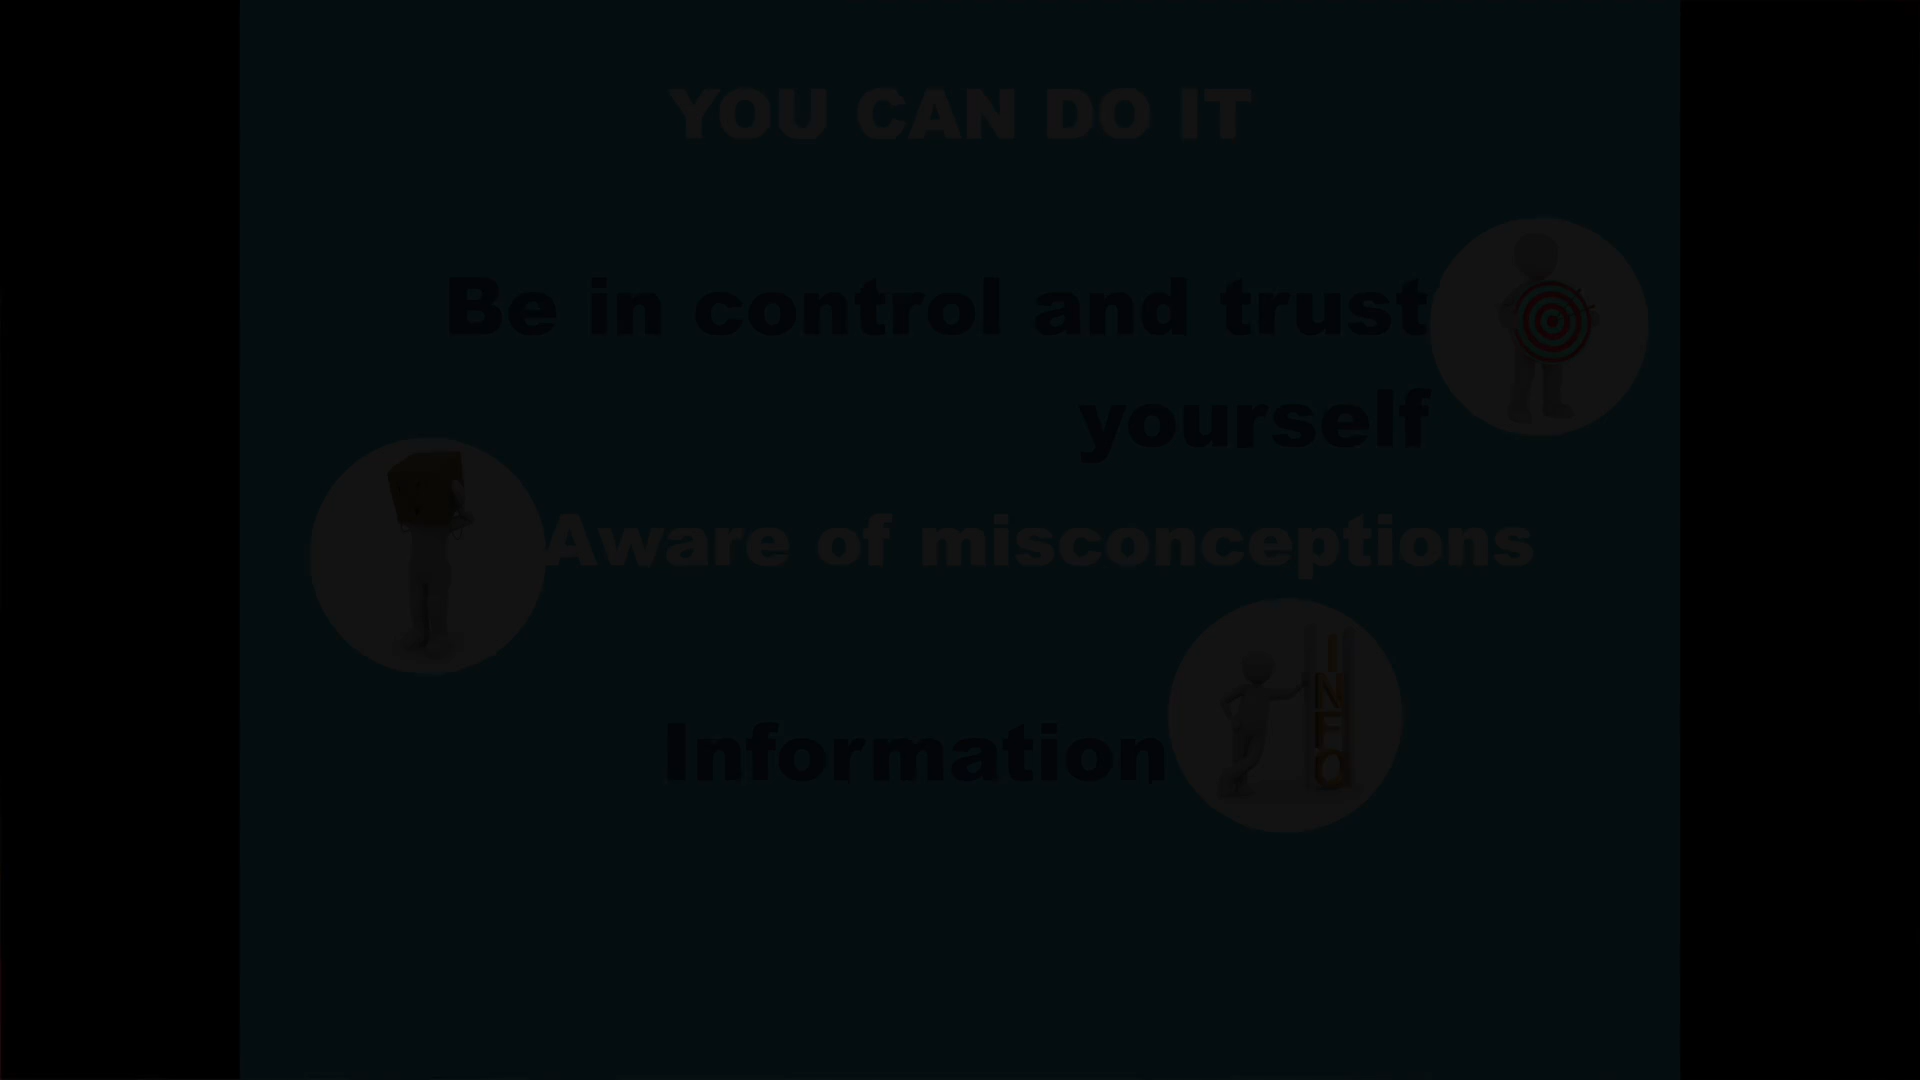 YOU CAN DO IT
Be in control and trust
yourself
Aware of misconceptions
Information
INFO